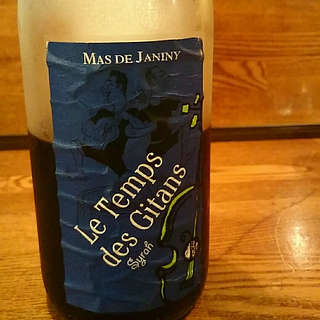 MAS DE JANINY
Le Temps
des Gitans
Syrah